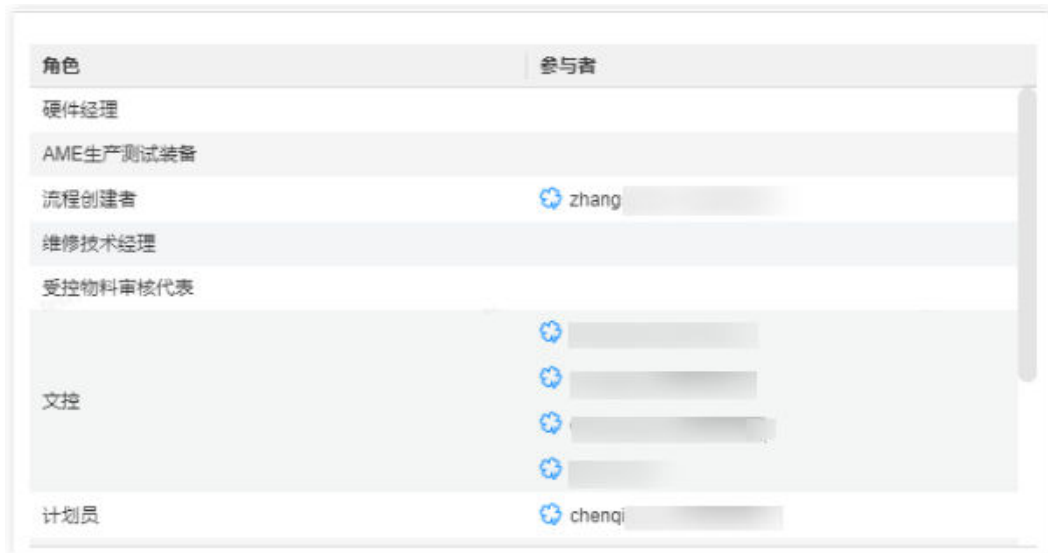 角色 参与者
硬件经理
AME生产测试装备
流程创建者 zhang
维修技术经理
受控物料审核代表
文控
计划员 chenqi